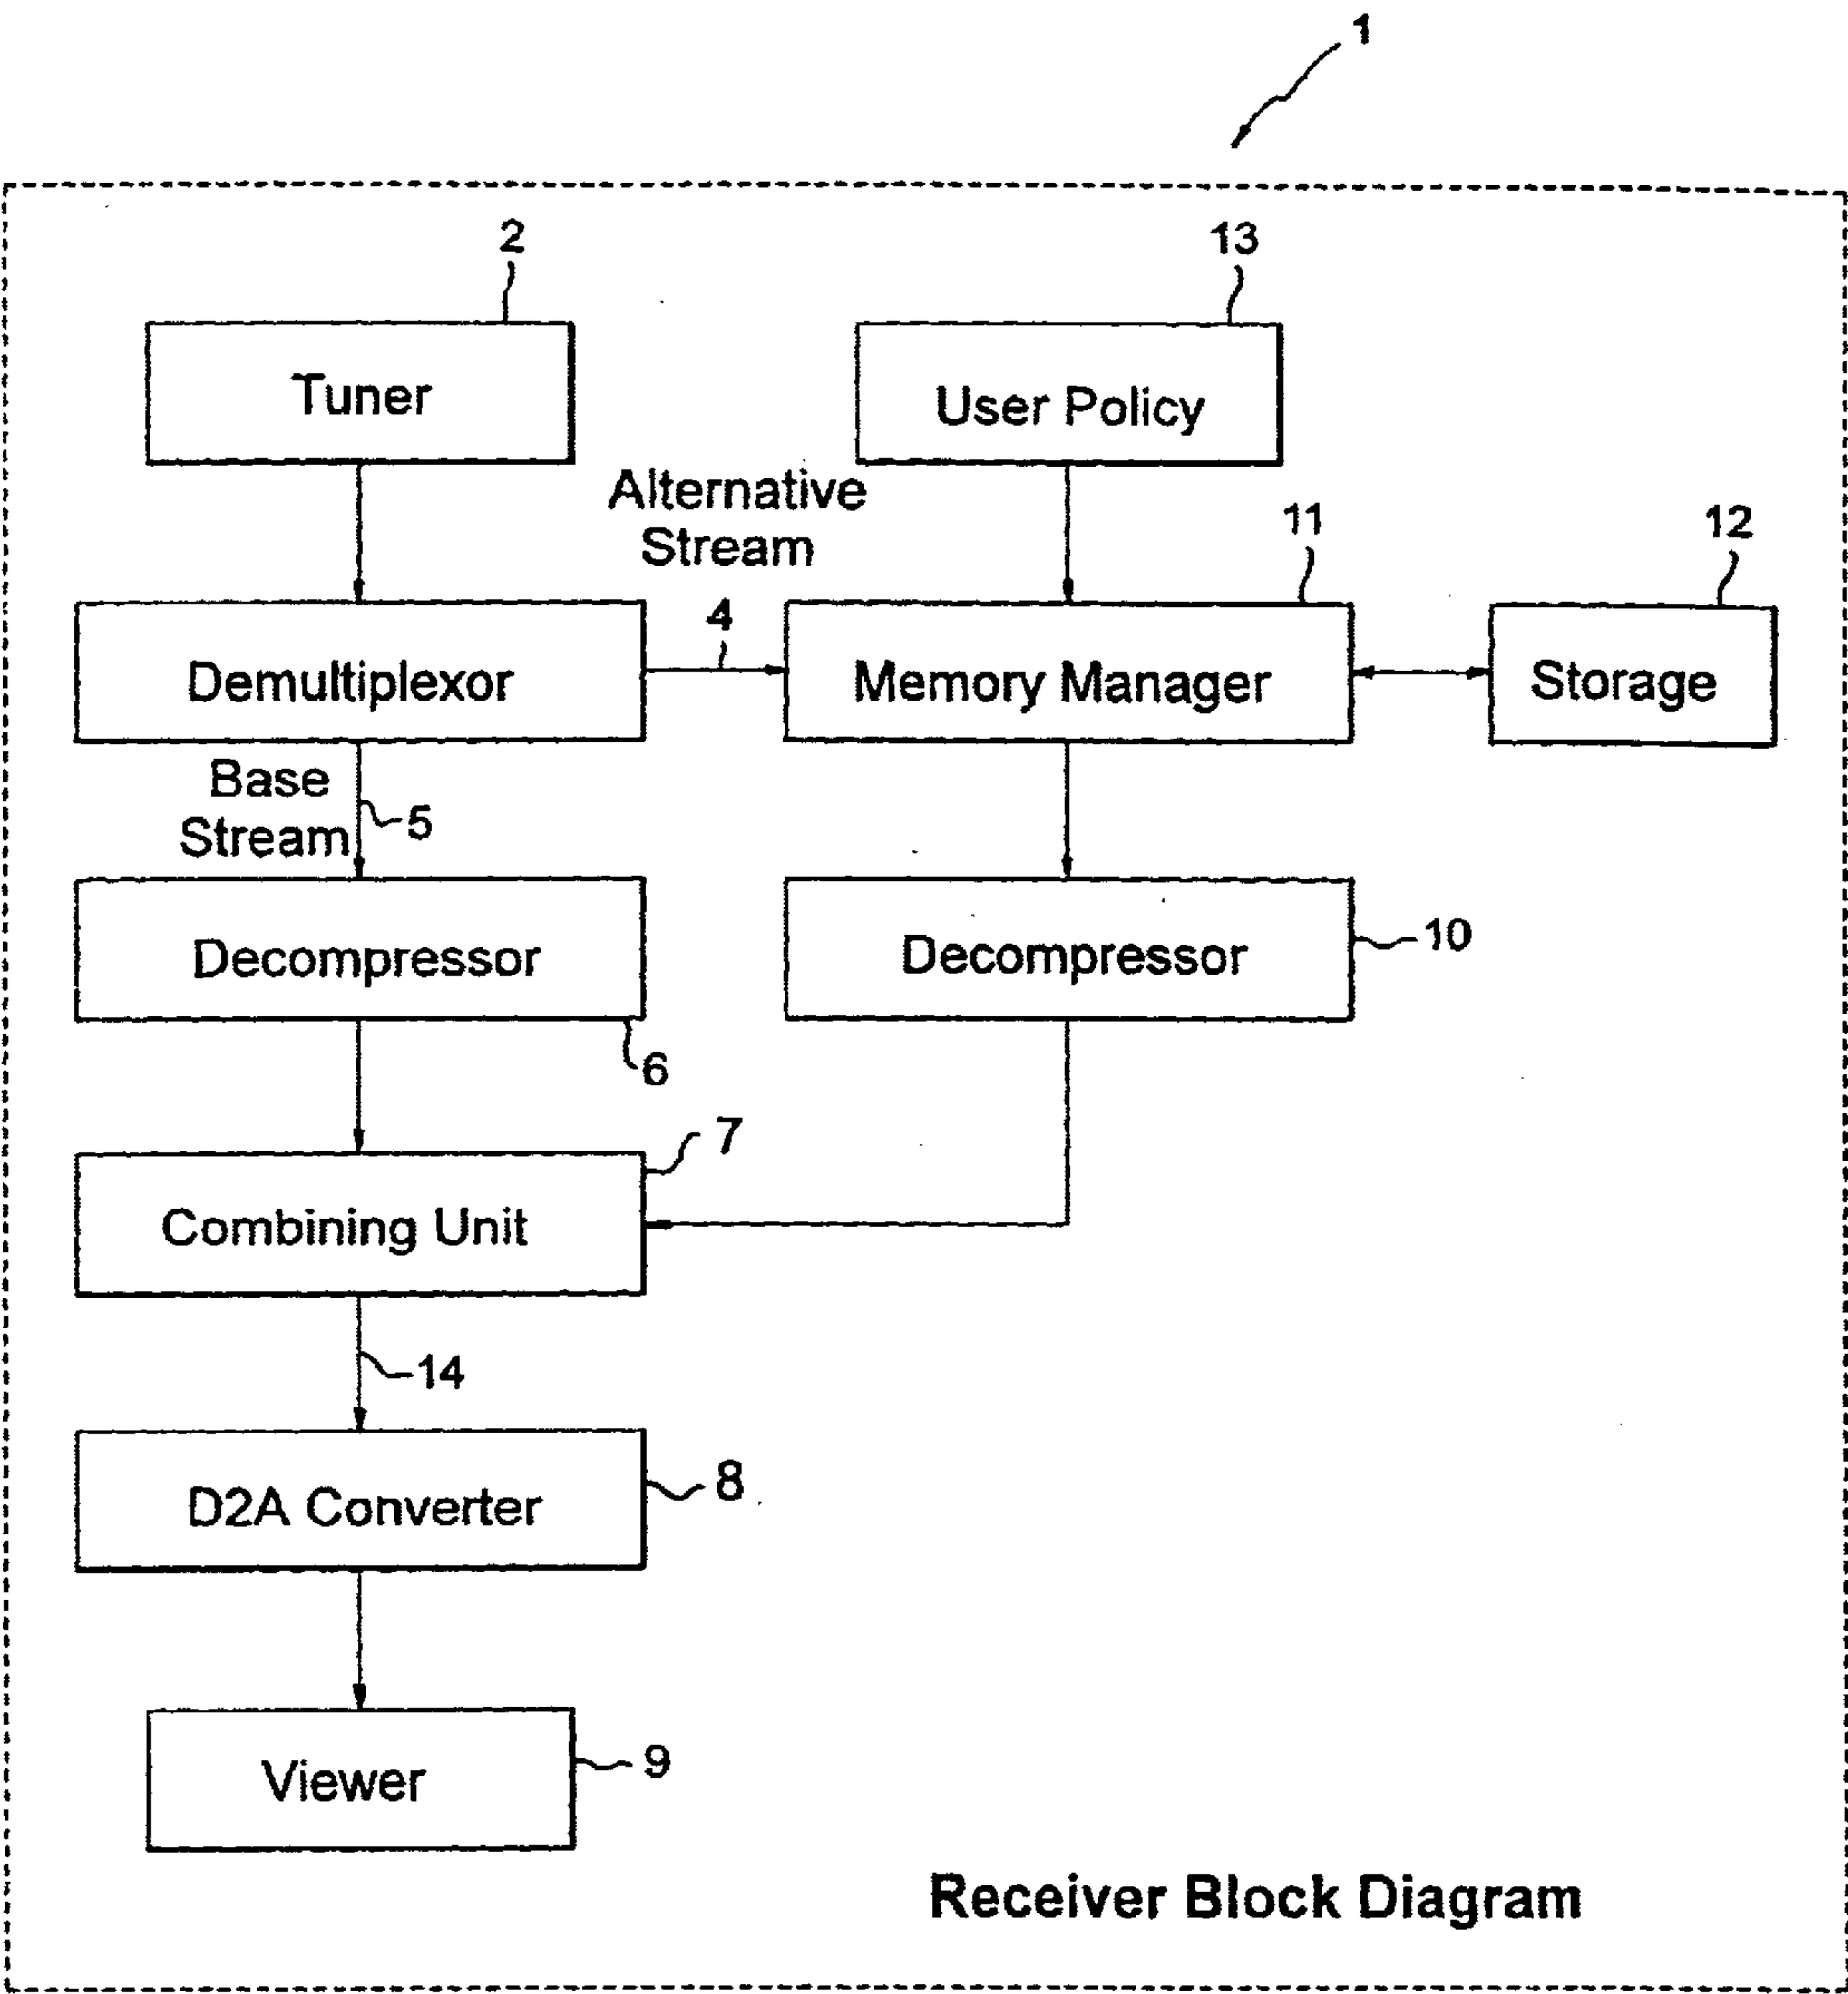 1
2
13
Tuner
User Policy
Alternative
Stream
11
12
4
Demultiplexor
Memory Manager
Storage
Base
Stream
5
Decompressor
Decompressor
10
6
7
Combining Unit
14
D2A Converter
8
Viewer
9
Receiver Block Diagram